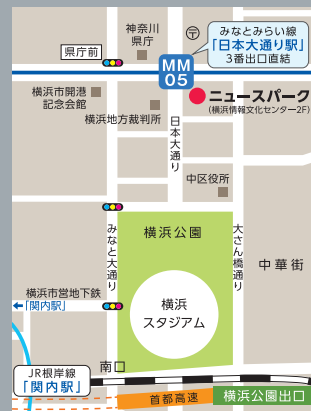 神奈川
県庁
〒
みなとみらい線
「日本大通り駅」
3番出口直結
県庁前
MM
05
横浜市開港
記念会館
ニュースパーク
(横浜情報文化センター2F)
横浜地方裁判所
日本大通り
中区役所
みなと大通り
横浜公園
大さん橋通り
中華街
横浜
スタジアム
横浜市営地下鉄
「関内駅」
南口
JR根岸線
「関内駅」
首都高速
横浜公園出口